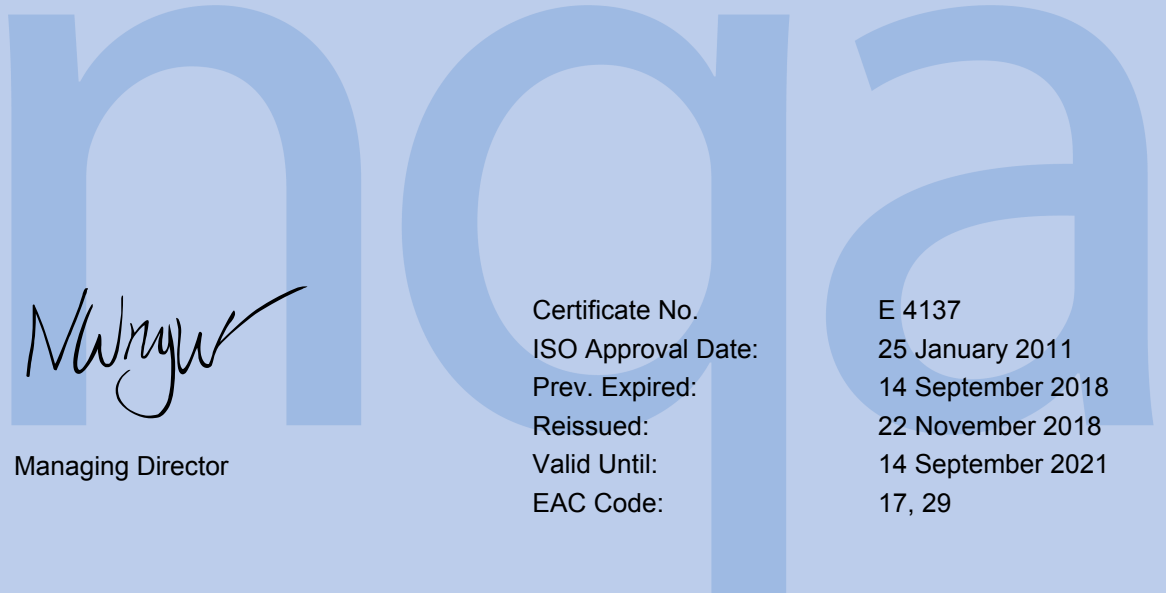 nqa
Certificate No. E 4137
ISO Approval Date: 25 January 2011
Prev. Expired: 14 September 2018
Reissued: 22 November 2018
Valid Until: 14 September 2021
EAC Code: 17, 29
Managing Director